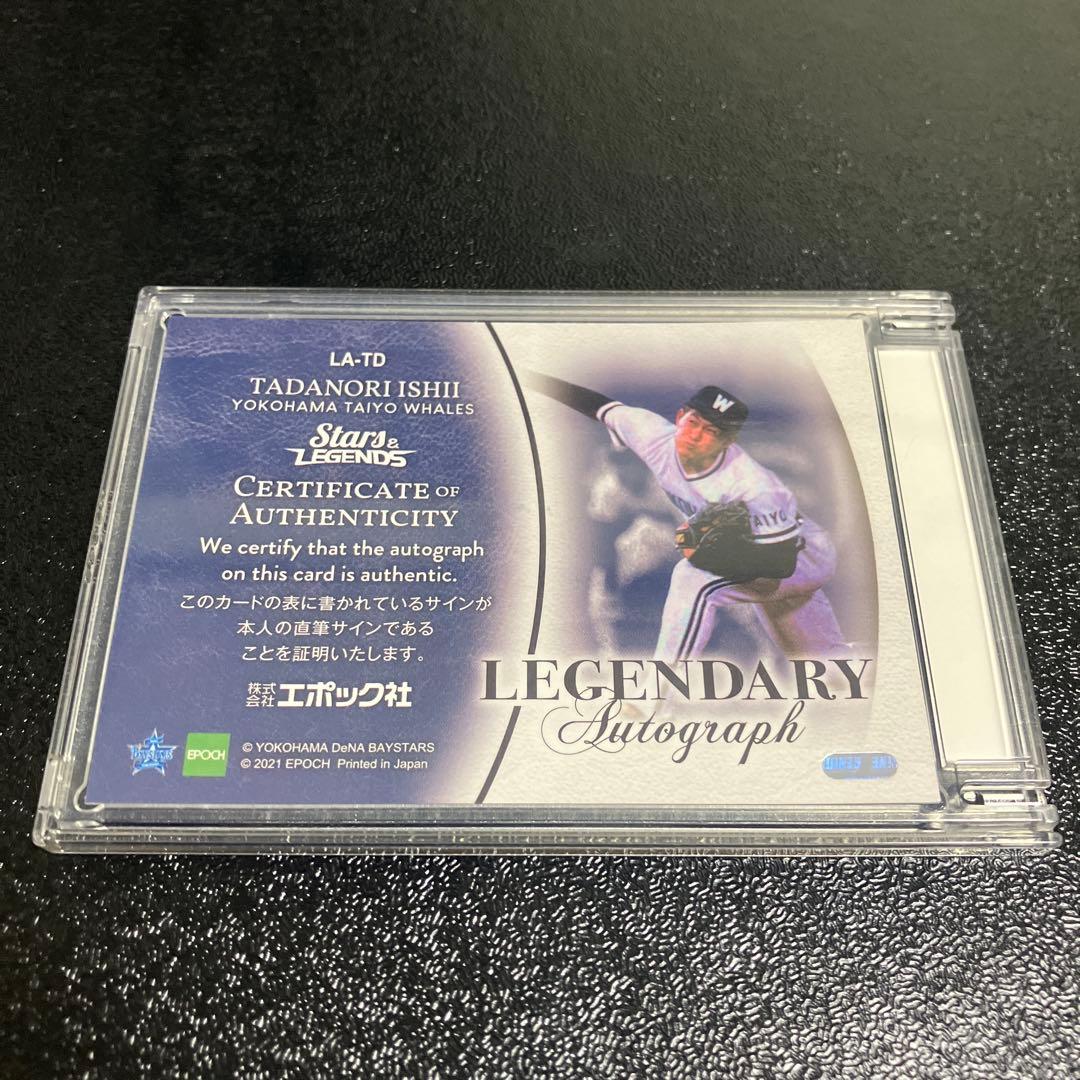 LA-TD
TADANORI ISHII
YOKOHAMA TAIYO WHALES
Stars &
LEGENDS
CERTIFICATE OF
AUTHENTICITY
We certify that the autograph
on this card is authentic.
このカードの表に書かれているサインが
本人の直筆サインである
ことを証明いたします。
株式会社エポック社
BAYSTARS
EPOCH
© YOKOHAMA DeNA BAYSTARS
© 2021 EPOCH Printed in Japan
W
TAIYO
LEGENDARY
Autograph